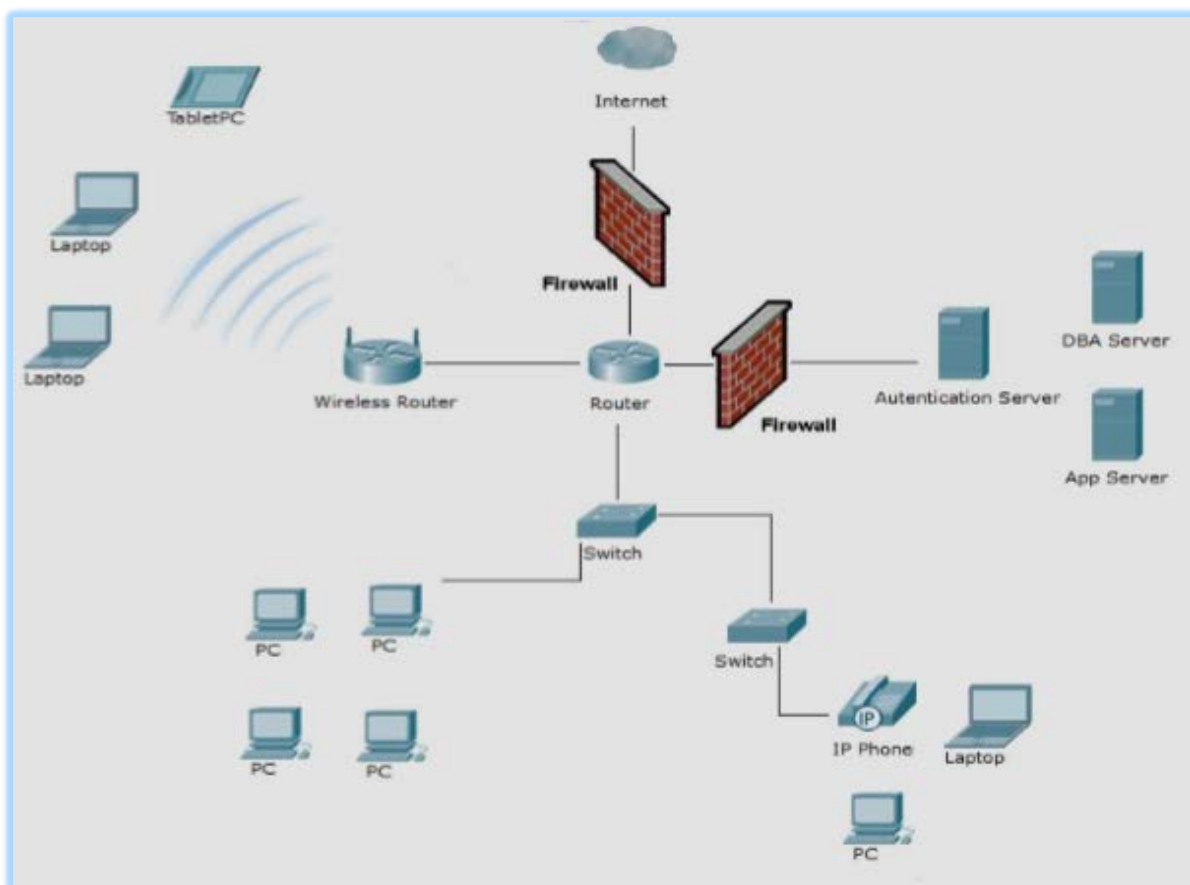 Internet
TabletPC
Laptop
Firewall
Laptop
DBA Server
Wireless Router
Router
Firewall
Autentication Server
App Server
Switch
PC
PC
Switch
PC
PC
IP
IP Phone
Laptop
PC